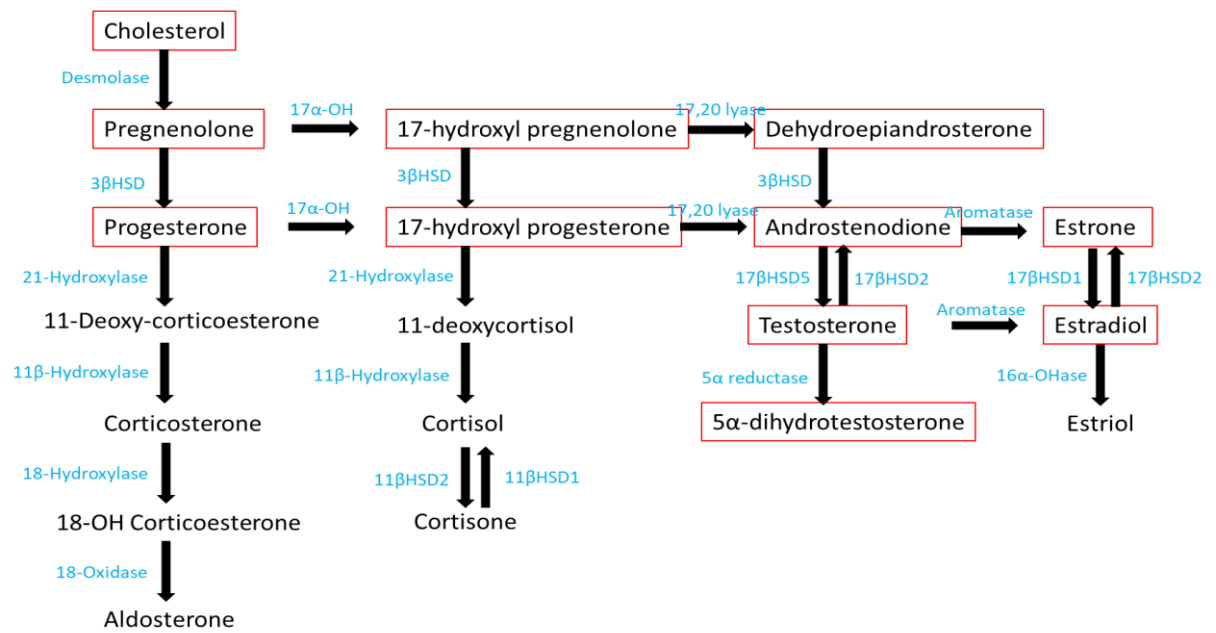 Cholesterol
Desmolase
17α-OH
17,20 lyase
Pregnenolone
17-hydroxyl pregnenolone
Dehydroepiandrosterone
3βHSD
3βHSD
3βHSD
17α-OH
17,20 lyase
Aromatase
Progesterone
17-hydroxyl progesterone
Androstenodione
Estrone
21-Hydroxylase
21-Hydroxylase
17βHSD5
17βHSD2
17βHSD1
17βHSD2
Aromatase
11-Deoxy-corticoesterone
11-deoxycortisol
Testosterone
Estradiol
11β-Hydroxylase
11β-Hydroxylase
5α reductase
16α-OHase
Corticosterone
Cortisol
5α-dihydrotestosterone
Estriol
18-Hydroxylase
11βHSD2
11βHSD1
18-OH Corticoesterone
Cortisone
18-Oxidase
Aldosterone